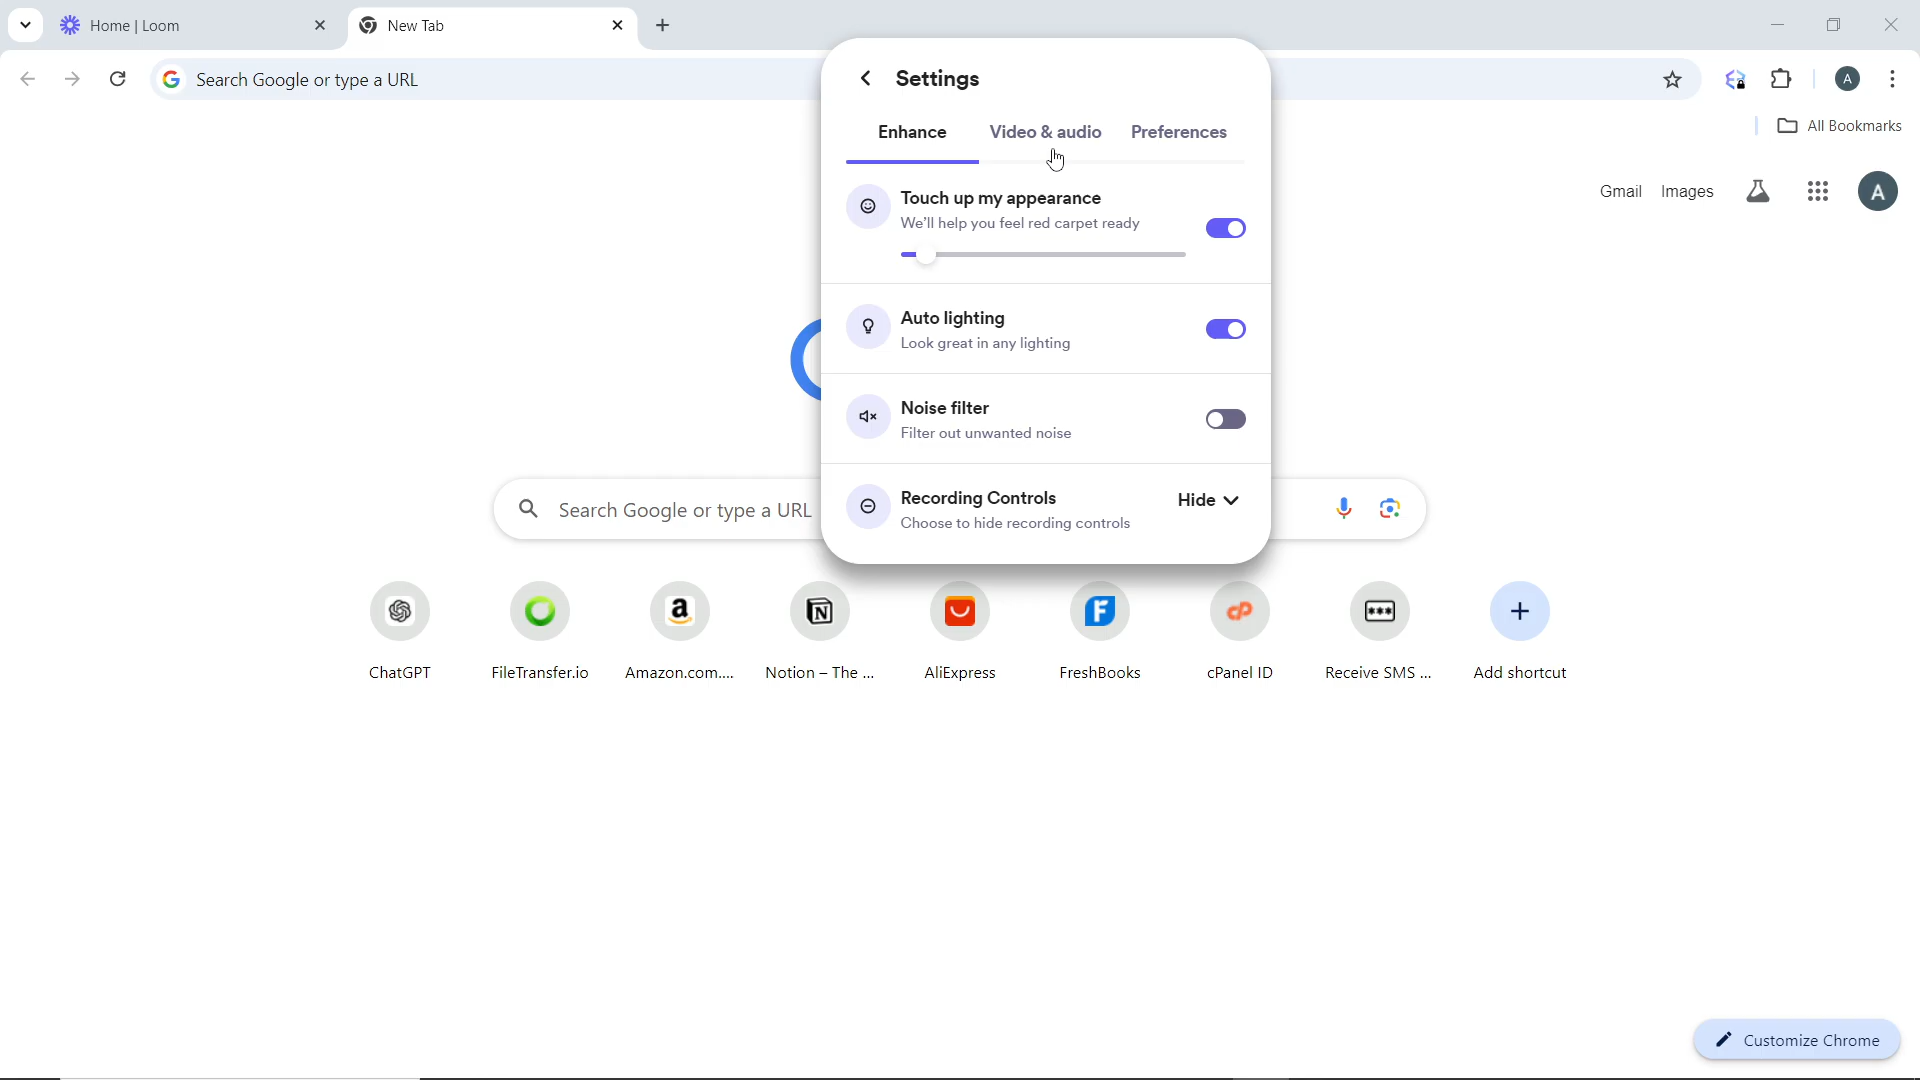 Home | Loom
New Tab
Search Google or type a URL
A
All Bookmarks
Gmail Images
A
Settings
Enhance Video & audio Preferences
Touch up my appearance
We'll help you feel red carpet ready
Auto lighting
Look great in any lighting
Noise filter
Filter out unwanted noise
Recording Controls Hide
Choose to hide recording controls
Search Google or type a URL
ChatGPT FileTransfer.io Amazon.com.... Notion – The ... AliExpress FreshBooks cPanel ID Receive SMS ... Add shortcut
Customize Chrome